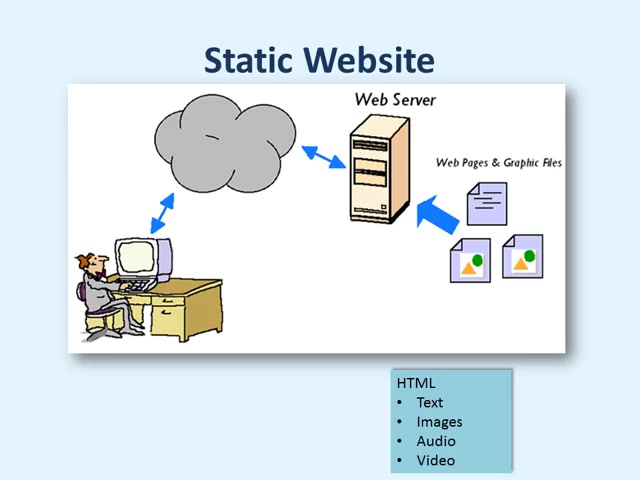 Static Website
Web Server
Web Pages & Graphic Files
HTML
• Text
• Images
• Audio
• Video